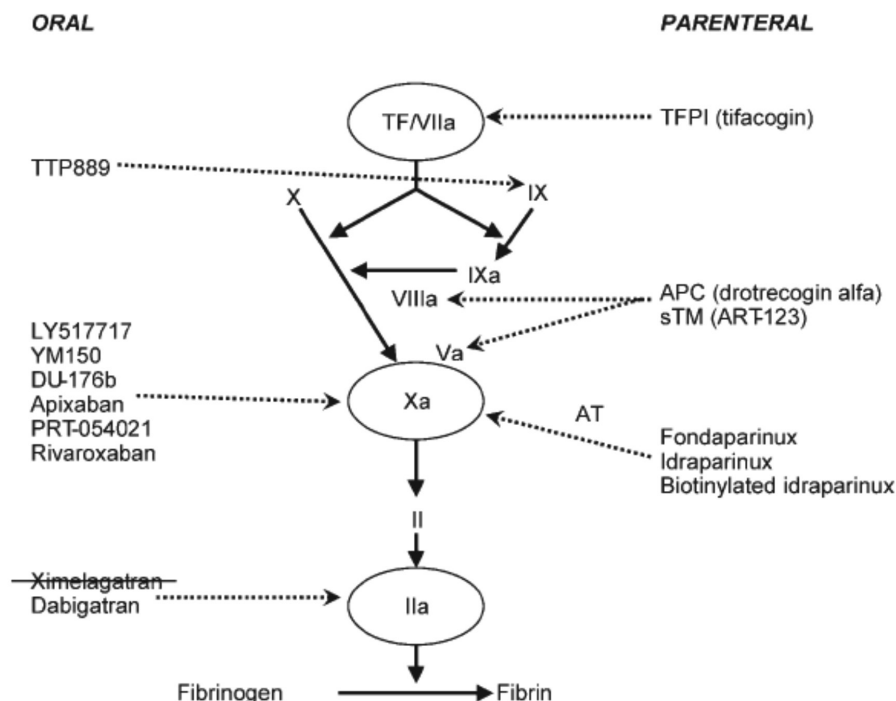 ORAL
PARENTERAL
TF/VIIa
TFPI (tifacogin)
TTP889
X
IX
IXa
VIIIa
APC (drotrecogin alfa)
sTM (ART-123)
Va
LY517717
YM150
DU-176b
Apixaban
PRT-054021
Rivaroxaban
Xa
AT
Fondaparinux
Idraparinux
Biotinylated idraparinux
II
Ximelagatran
Dabigatran
IIa
Fibrinogen
Fibrin